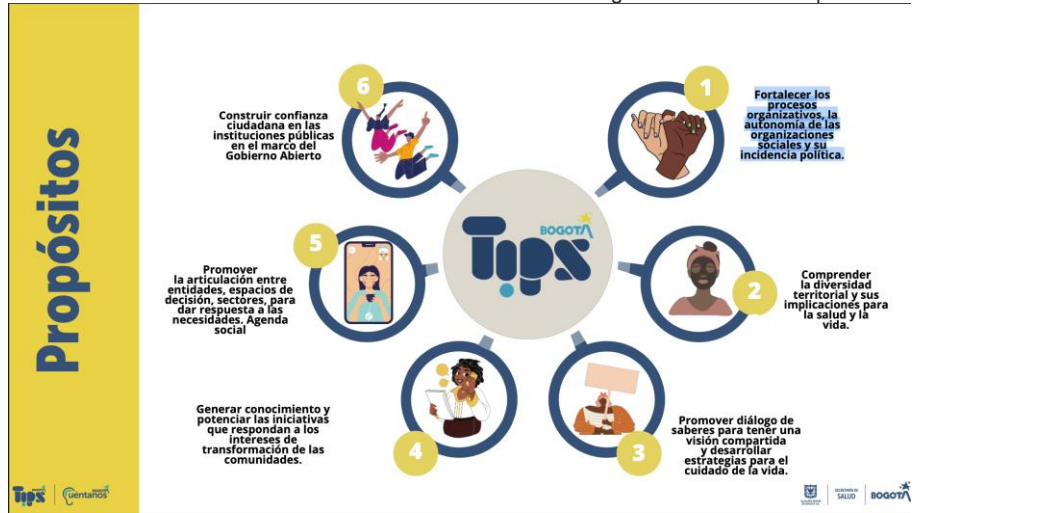 Propósitos
6
Construir confianza
ciudadana en las
instituciones públicas
en el marco del
Gobierno Abierto
1
Fortalecer los
procesos
organizativos, la
autonomía de las
organizaciones
sociales y su
incidencia política.
BOGOTÁ
Tips
5
Promover
la articulación entre
entidades, espacios de
decisión, sectores, para
dar respuesta a las
necesidades. Agenda
social
2
Comprender
la diversidad
territorial y sus
implicaciones para
la salud y la
vida.
Generar conocimiento y
potenciar las iniciativas
que respondan a los
intereses de
transformación de las
comunidades.
4
3
Promover diálogo de
saberes para tener una
visión compartida
y desarrollar
estrategias para el
cuidado de la vida.
Tips
Cuentanos
SECRETARÍA DE
SALUD
BOGOTÁ